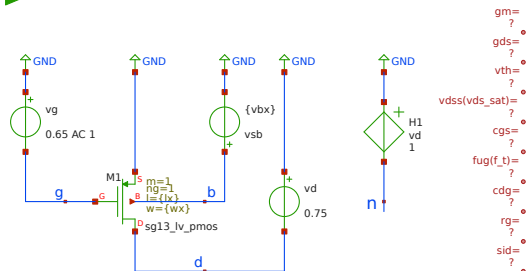 gm=
?
gds=
?
GND
GND
GND
GND
GND
vth=
?
vg
{vbx}
vdss(vds_sat)=
?
0.65 AC 1
vsb
H1
vd
1
cgs=
?
fug(f_t)=
?
M1
S
m=1
ng=1
l={lx}
w={wx}
g
G
B
b
vd
0.75
n
cdg=
?
D
sg13_lv_pmos
rg=
?
sid=
?
d